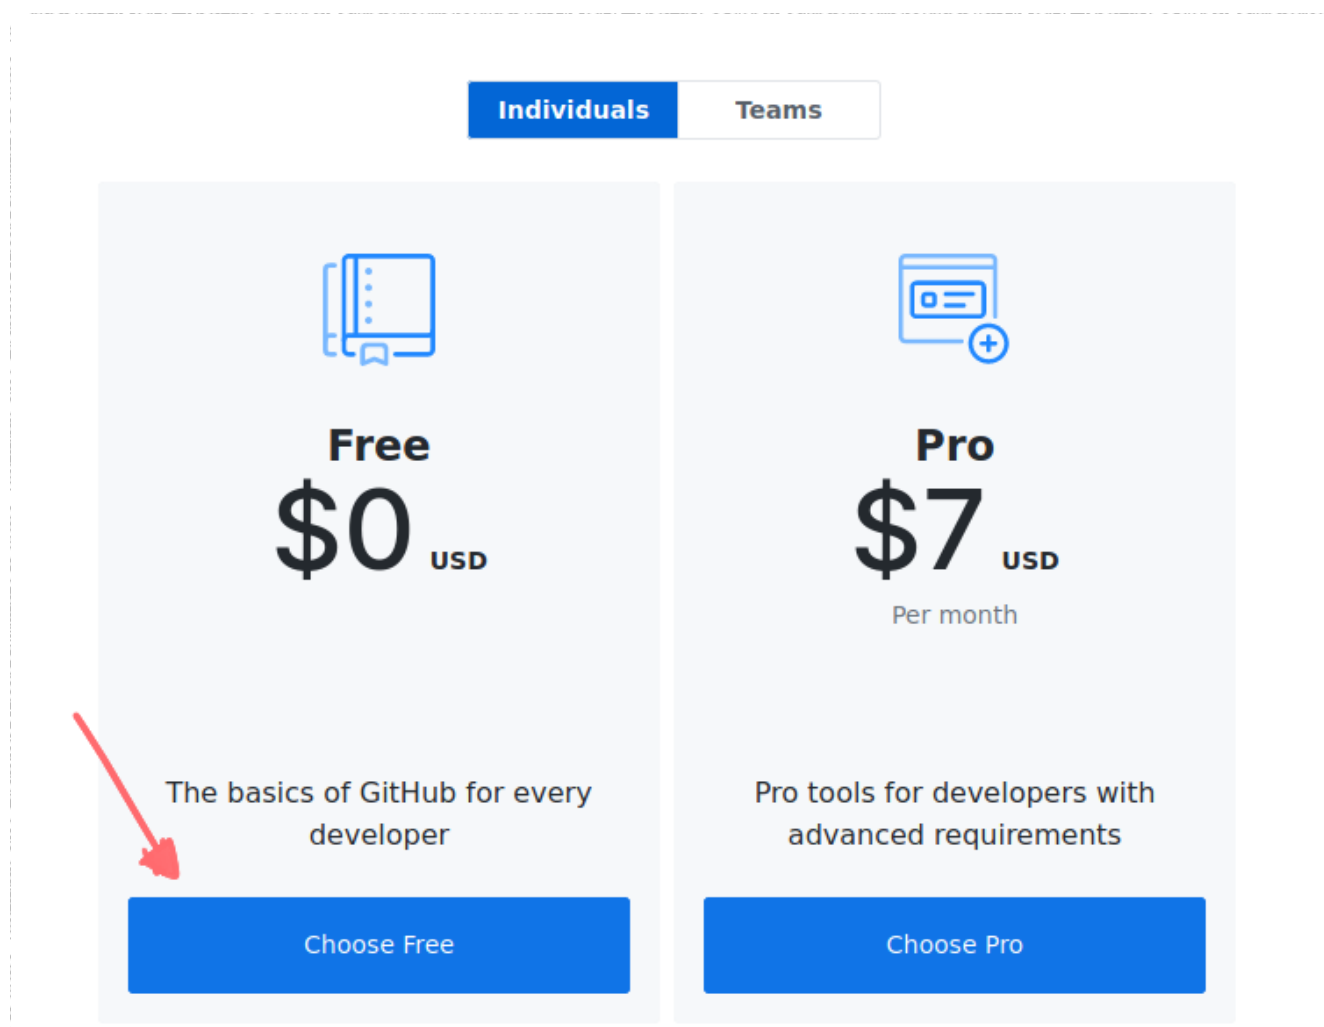 Individuals Teams
Free
$0 USD
The basics of GitHub for every
developer
Choose Free
Pro
$7 USD
Per month
Pro tools for developers with
advanced requirements
Choose Pro